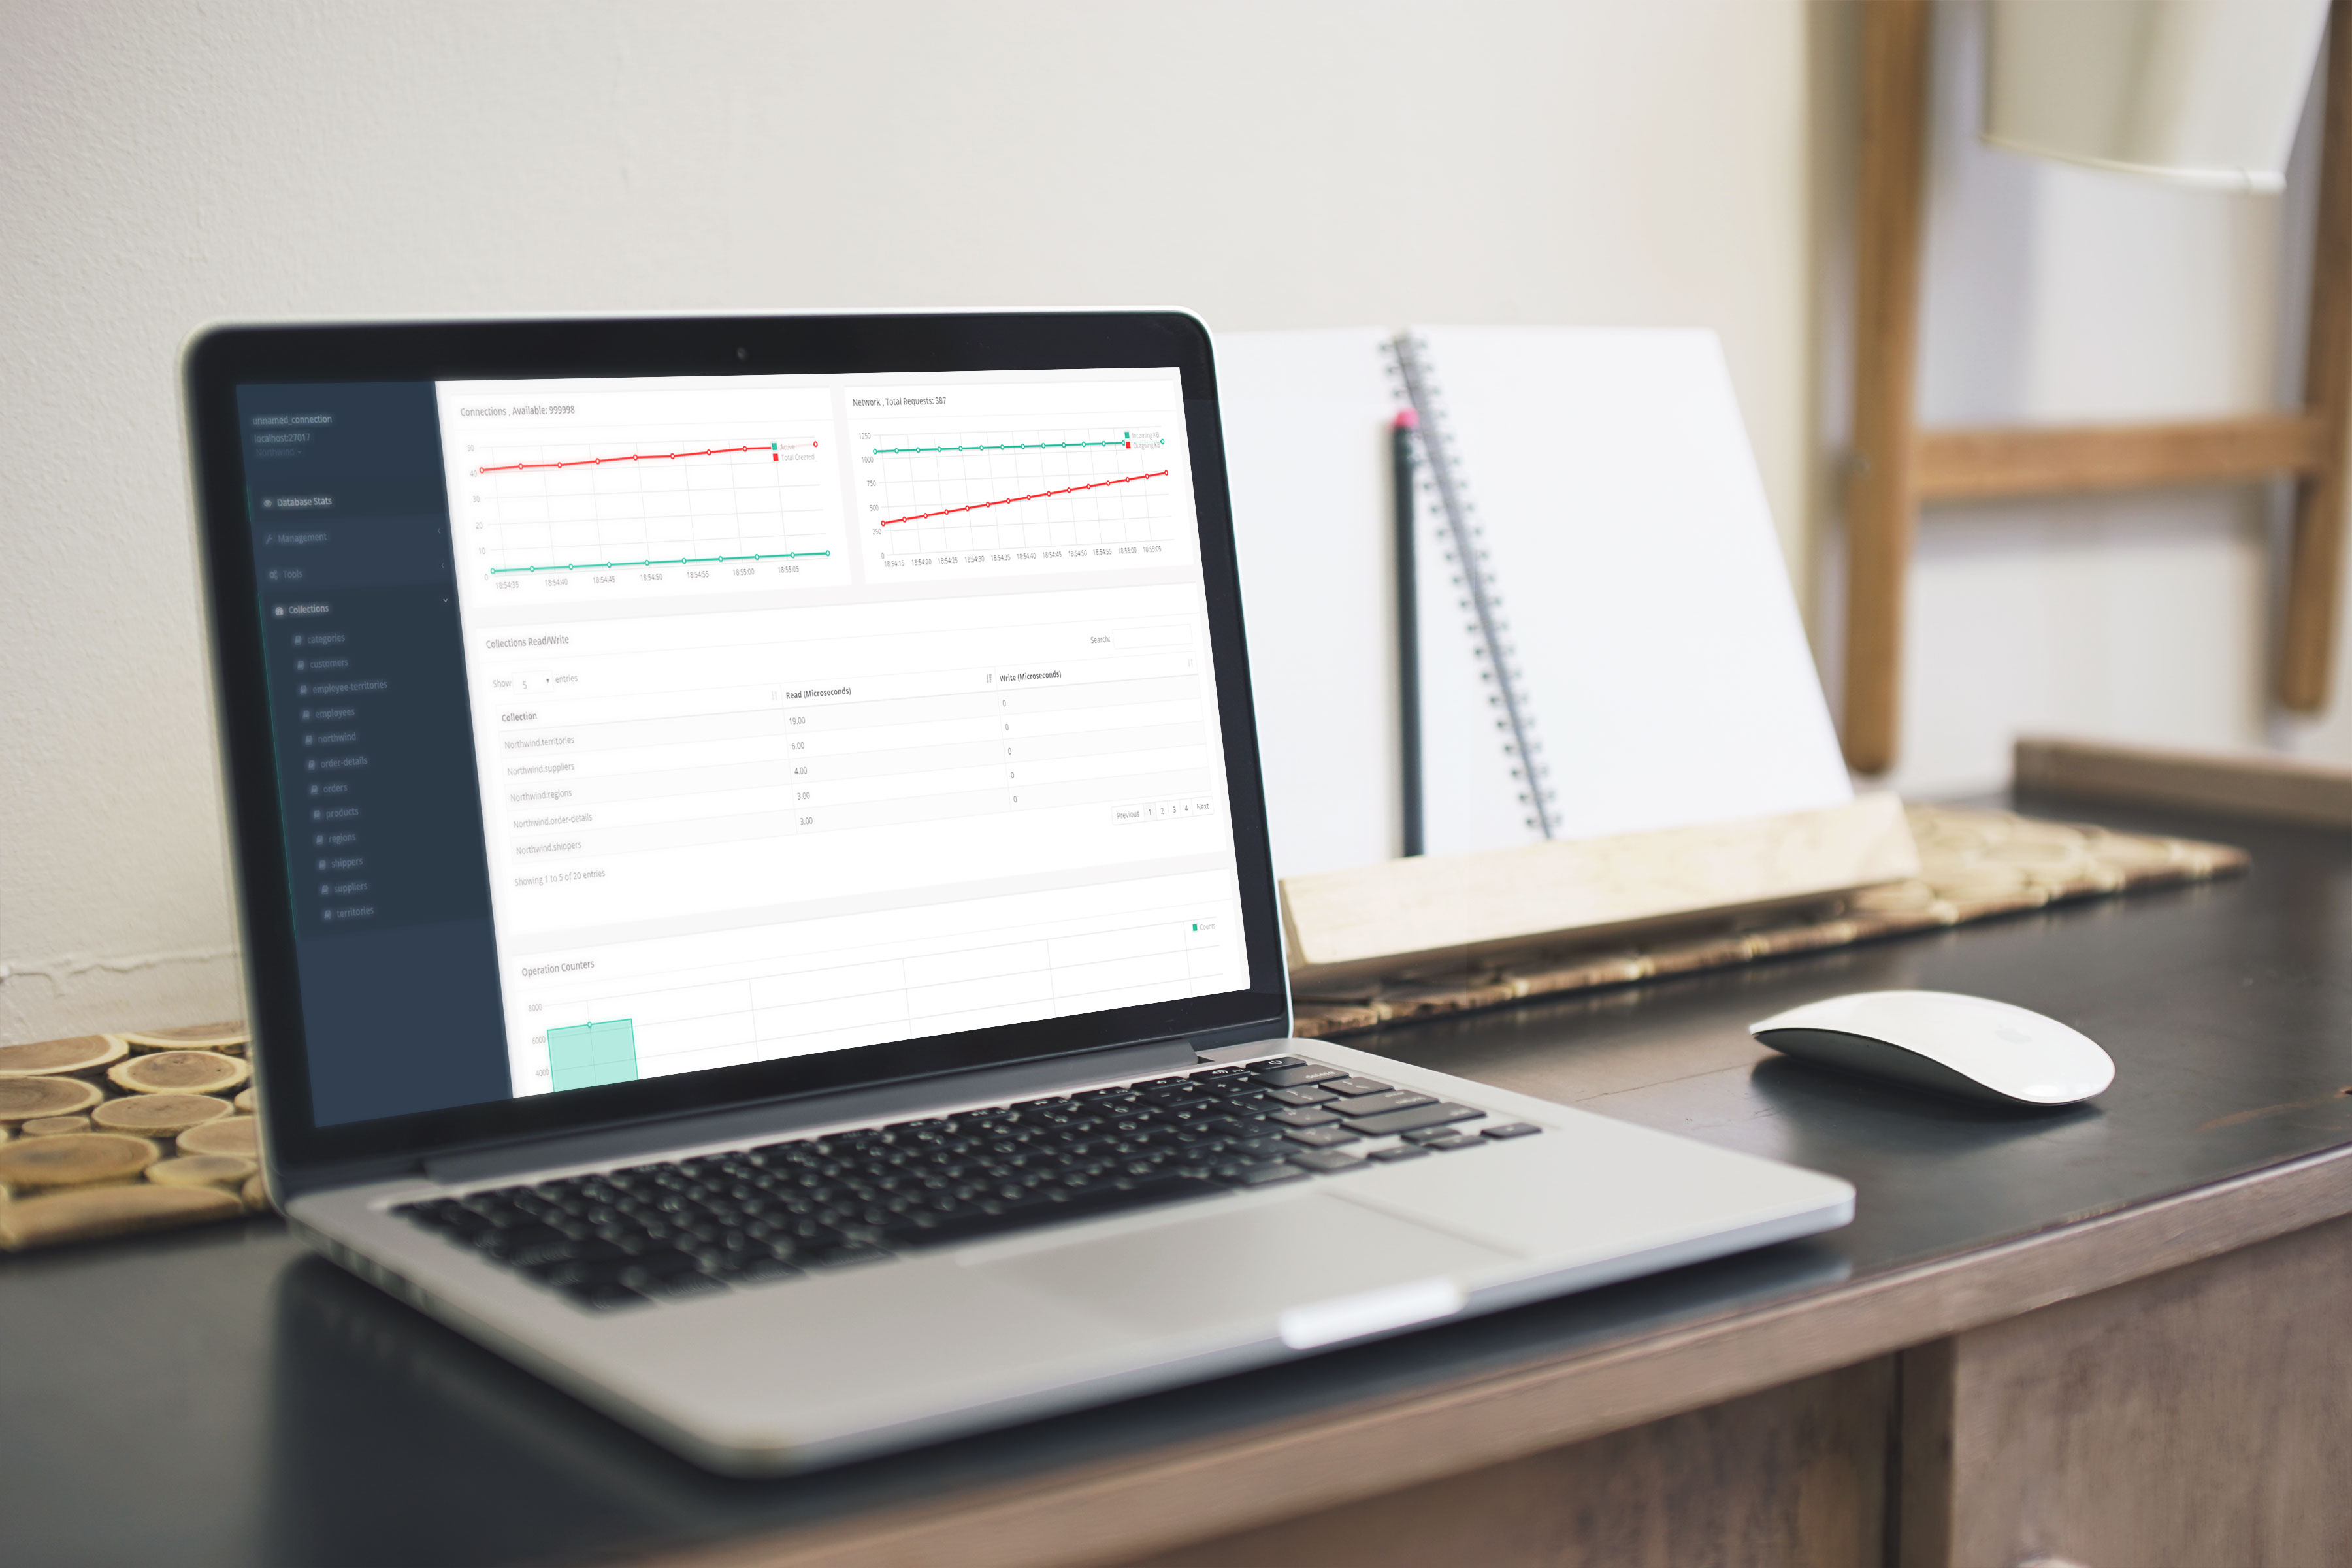 unnamed_connection
localhost:27017
Database Stats
Management
Tools
Collections
categories
customers
employee-territories
employees
northwind
order-details
orders
products
regions
shippers
suppliers
territories
Connections , Available: 999998
50
40
30
20
10
0
Active
Total Created
18:54:35 18:54:40 18:54:45 18:54:50 18:54:55 18:55:00 18:55:05
Network , Total Requests: 387
1250
1000
750
500
250
0
Incoming KB
Outgoing KB
18:54:15 18:54:20 18:54:25 18:54:30 18:54:35 18:54:40 18:54:45 18:54:50 18:54:55 18:55:00 18:55:05
Collections Read/Write
Show 5 entries
Search:
Collection Read (Microseconds) Write (Microseconds)
Northwind.territories 19.00 0
Northwind.suppliers 6.00 0
Northwind.regions 4.00 0
Northwind.order-details 3.00 0
Northwind.shippers 3.00 0
Showing 1 to 5 of 20 entries
Previous 1 2 3 4 Next
Operation Counters
Counts
8000
6000
4000